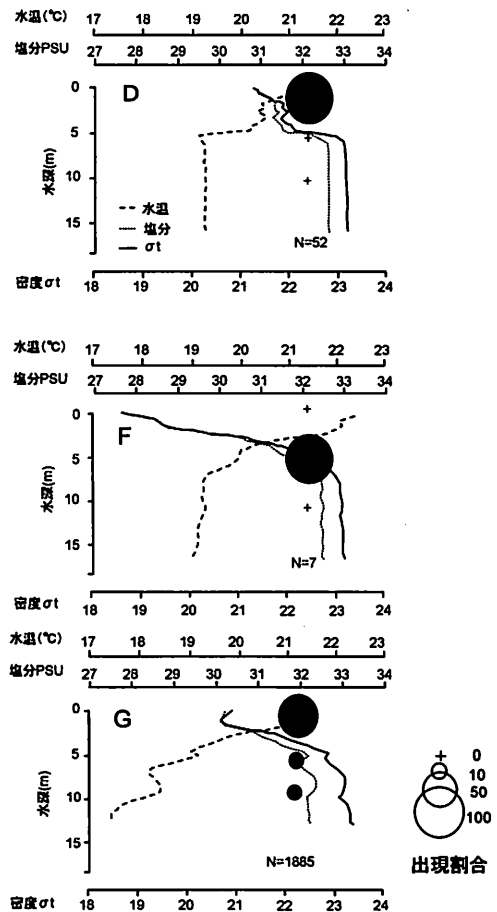 水温(℃) 17 18 19 20 21 22 23
塩分PSU 27 28 29 30 31 32 33 34
D
水深(m) 0 5 10 15
水温
塩分
σt
N=52
密度σt 18 19 20 21 22 23 24
水温(℃) 17 18 19 20 21 22 23
塩分PSU 27 28 29 30 31 32 33 34
F
水深(m) 0 5 10 15
N=7
密度σt 18 19 20 21 22 23 24
水温(℃) 17 18 19 20 21 22 23
塩分PSU 27 28 29 30 31 32 33 34
G
水深(m) 0 5 10 15
N=1885
+ 0
10
50
100
出現割合
密度σt 18 19 20 21 22 23 24